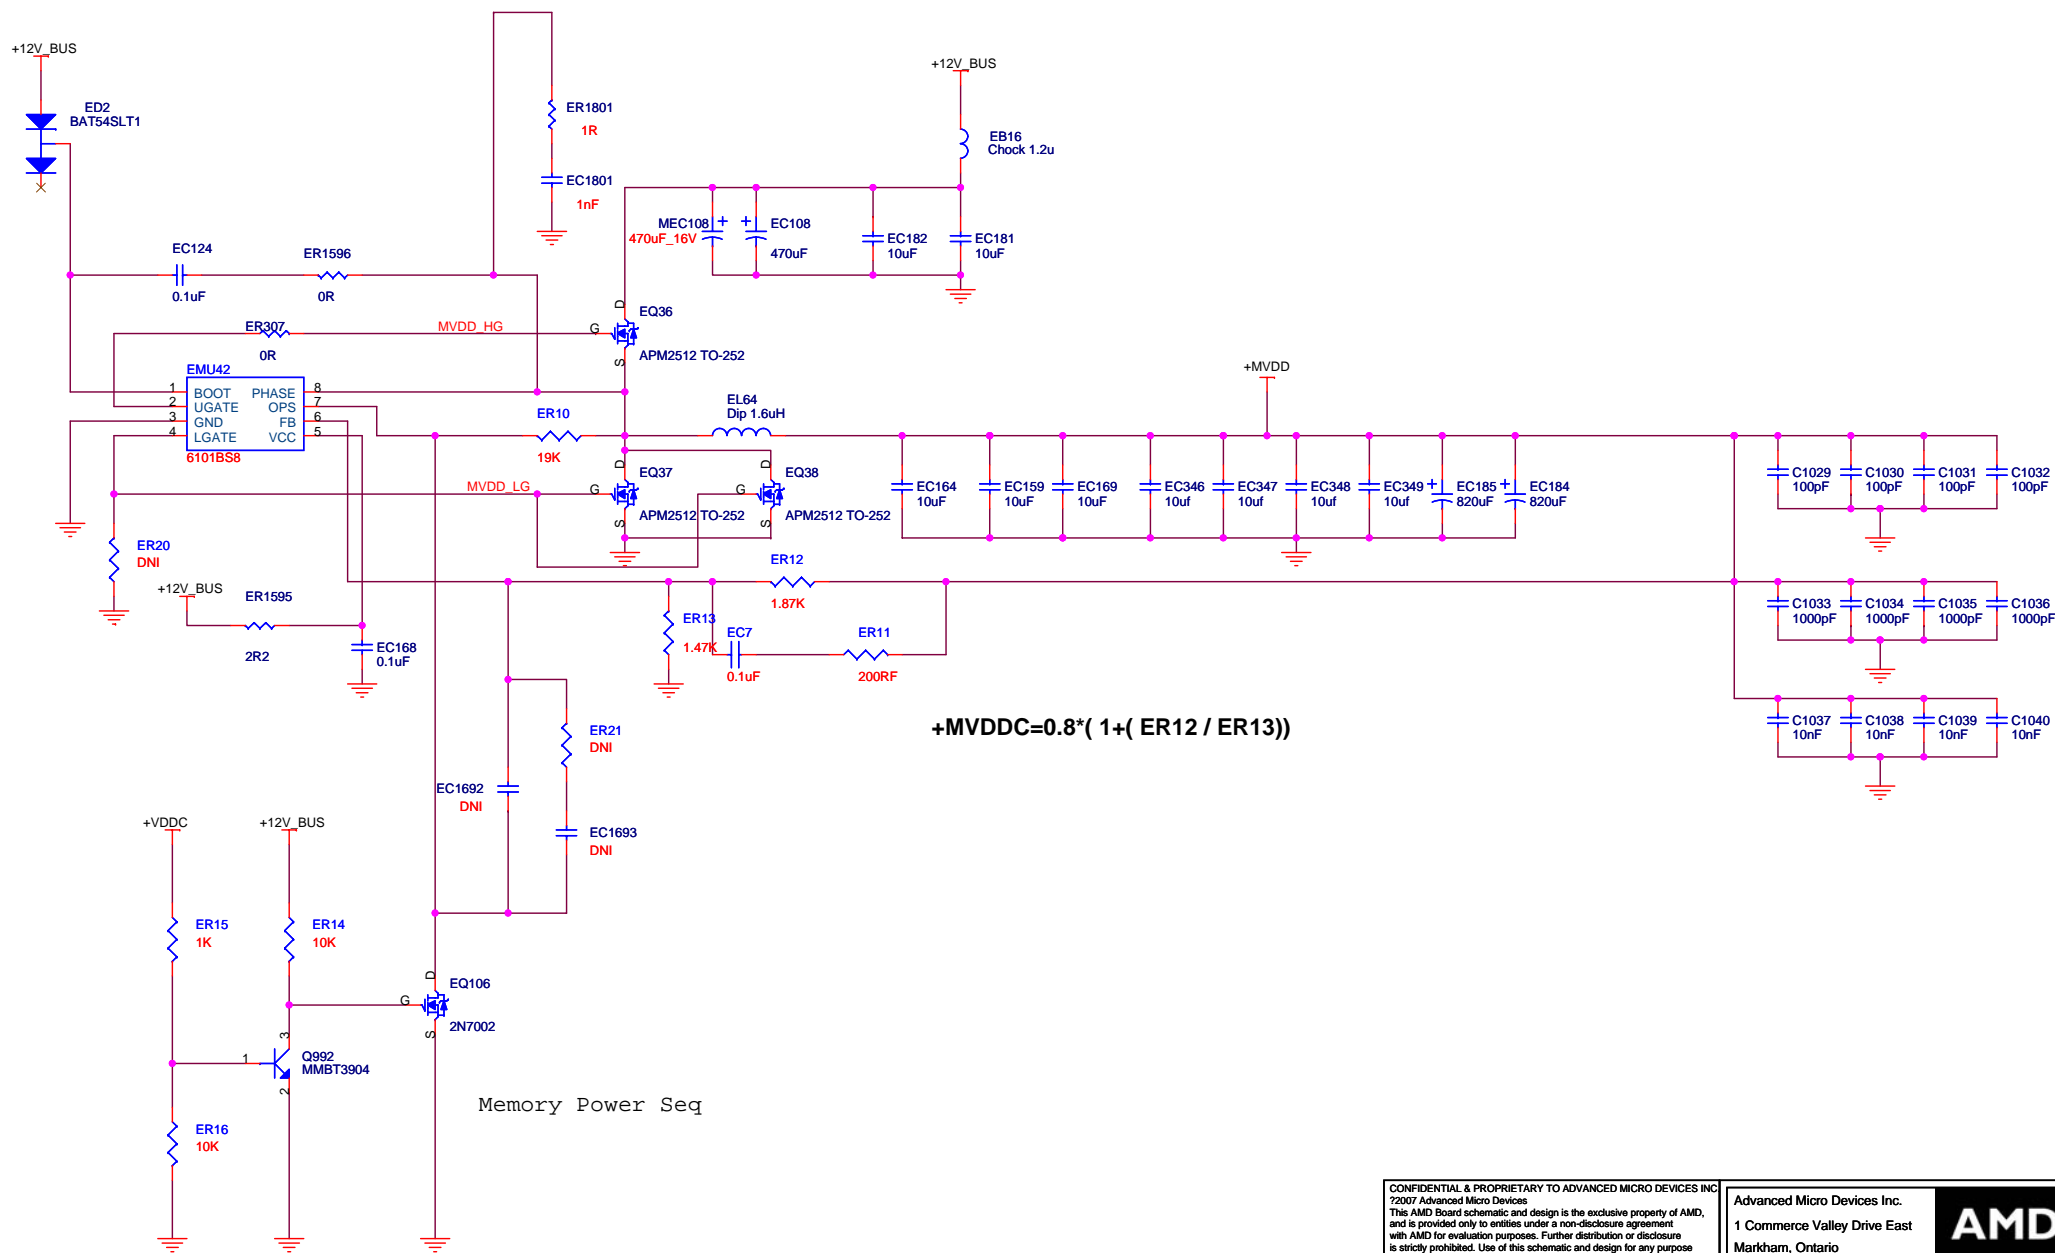 +12V_BUS
ED2
BAT54SLT1
ER1801
1R
EC1801
1nF
+12V_BUS
EB16
Chock 1.2u
MEC108
470uF_16V
+
+
EC108
470uF
EC182
10uF
EC181
10uF
EC124
0.1uF
ER1596
0R
ER307
0R
MVDD_HG
D
G
S
EQ36
APM2512 TO-252
EMU42
1 BOOT PHASE 8
2 UGATE OPS 7
3 GND FB 6
4 LGATE VCC 5
6101BS8
ER10
19K
EL64
Dip 1.6uH
+MVDD
MVDD_LG
D
G
S
EQ37
APM2512 TO-252
D
G
S
EQ38
APM2512 TO-252
EC164
10uF
EC159
10uF
EC169
10uF
EC346
10uf
EC347
10uf
EC348
10uf
EC349
10uf
+
EC185
820uF
+
EC184
820uF
C1029
100pF
C1030
100pF
C1031
100pF
C1032
100pF
ER20
DNI
+12V_BUS
ER1595
2R2
EC168
0.1uF
ER12
1.87K
ER13
1.47K
EC7
0.1uF
ER11
200RF
C1033
1000pF
C1034
1000pF
C1035
1000pF
C1036
1000pF
C1037
10nF
C1038
10nF
C1039
10nF
C1040
10nF
+MVDDC=0.8*( 1+( ER12 / ER13))
ER21
DNI
EC1692
DNI
EC1693
DNI
+VDDC
+12V_BUS
ER15
1K
ER14
10K
D
G
S
EQ106
2N7002
3
1
2
Q992
MMBT3904
ER16
10K
Memory Power Seq
CONFIDENTIAL & PROPRIETARY TO ADVANCED MICRO DEVICES INC
?2007 Advanced Micro Devices
This AMD Board schematic and design is the exclusive property of AMD,
and is provided only to entities under a non-disclosure agreement
with AMD for evaluation purposes. Further distribution or disclosure
is strictly prohibited. Use of this schematic and design for any purpose
Advanced Micro Devices Inc.
1 Commerce Valley Drive East
Markham, Ontario
AMD